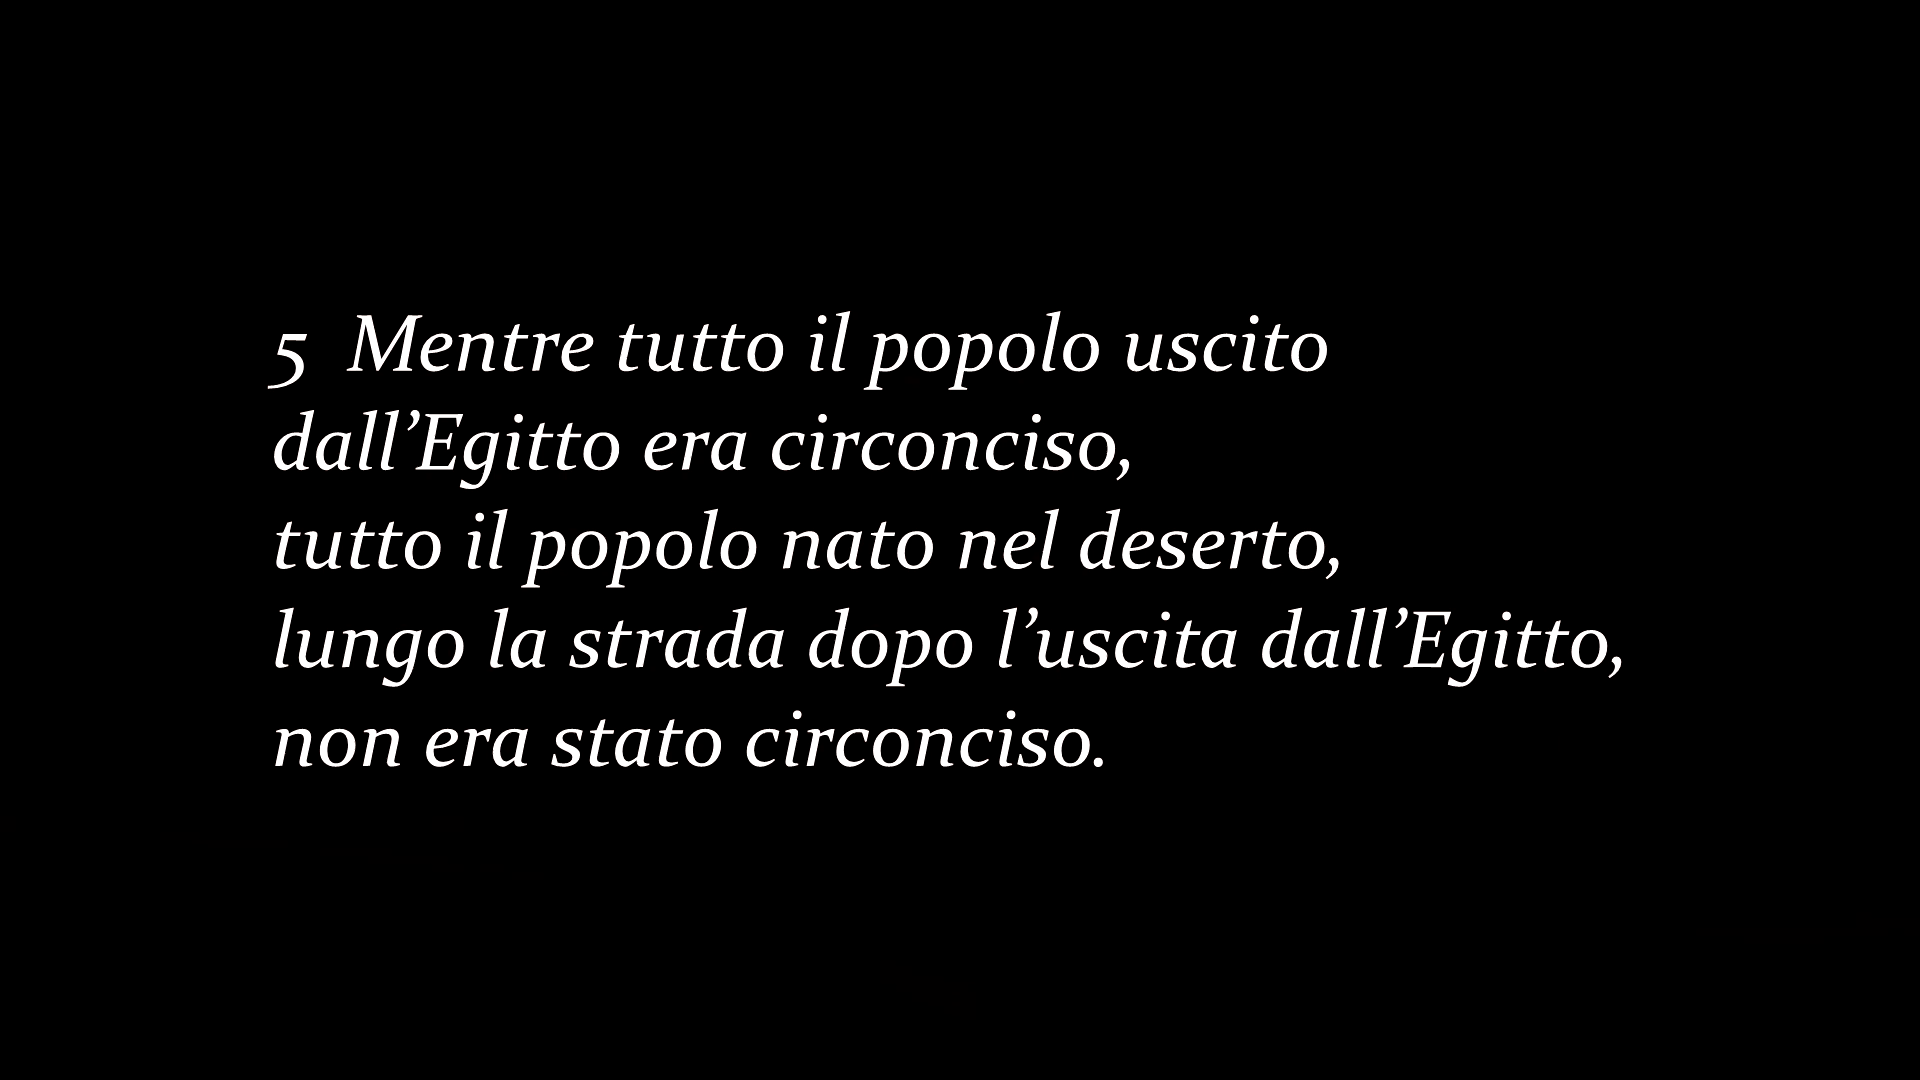 5  Mentre tutto il popolo uscito
dall’Egitto era circonciso,
tutto il popolo nato nel deserto,
lungo la strada dopo l’uscita dall’Egitto,
non era stato circonciso.